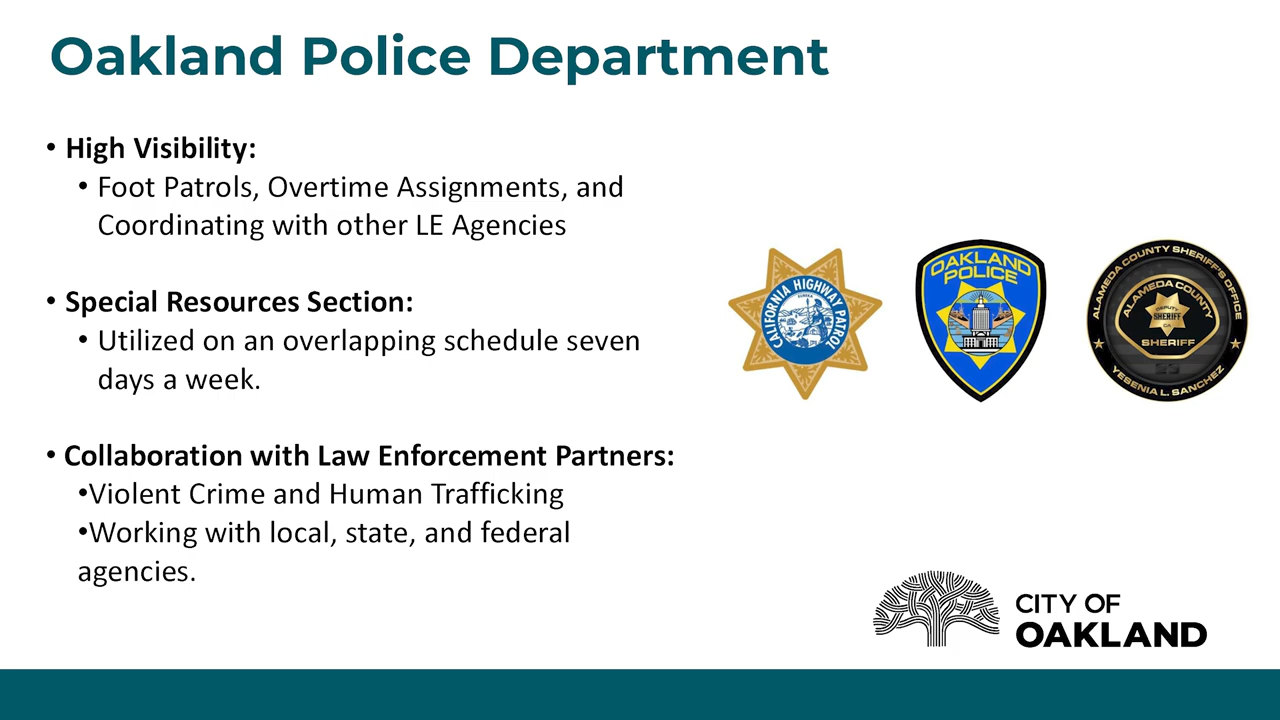 Oakland Police Department
• High Visibility:
• Foot Patrols, Overtime Assignments, and
Coordinating with other LE Agencies
• Special Resources Section:
• Utilized on an overlapping schedule seven
days a week.
• Collaboration with Law Enforcement Partners:
•Violent Crime and Human Trafficking
•Working with local, state, and federal
agencies.
CALIFORNIA HIGHWAY PATROL
EUREKA
OAKLAND
POLICE
ALAMEDA COUNTY SHERIFF'S OFFICE
ALAMEDA COUNTY
DEPUTY
SHERIFF
CA
SHERIFF
YESENIA L. SANCHEZ
CITY OF
OAKLAND